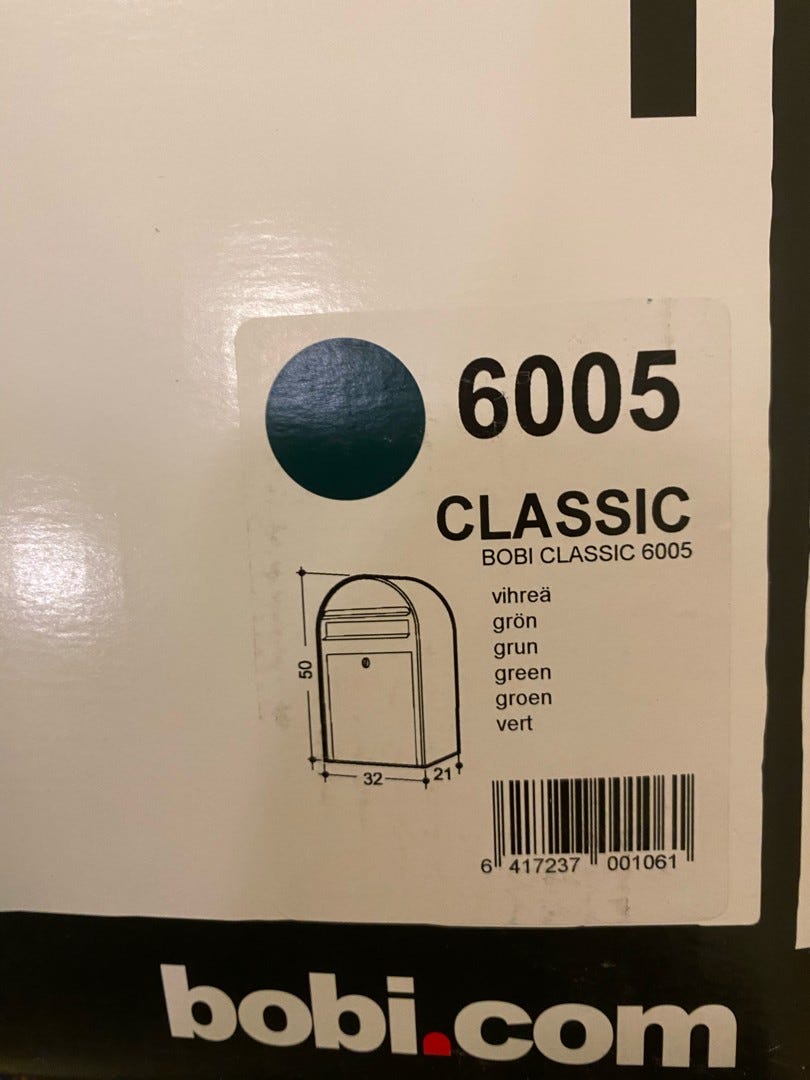 6005
CLASSIC
BOBI CLASSIC 6005
vihreä
grön
grun
green
groen
vert
50
32
21
6 417237 001061
bobi.com